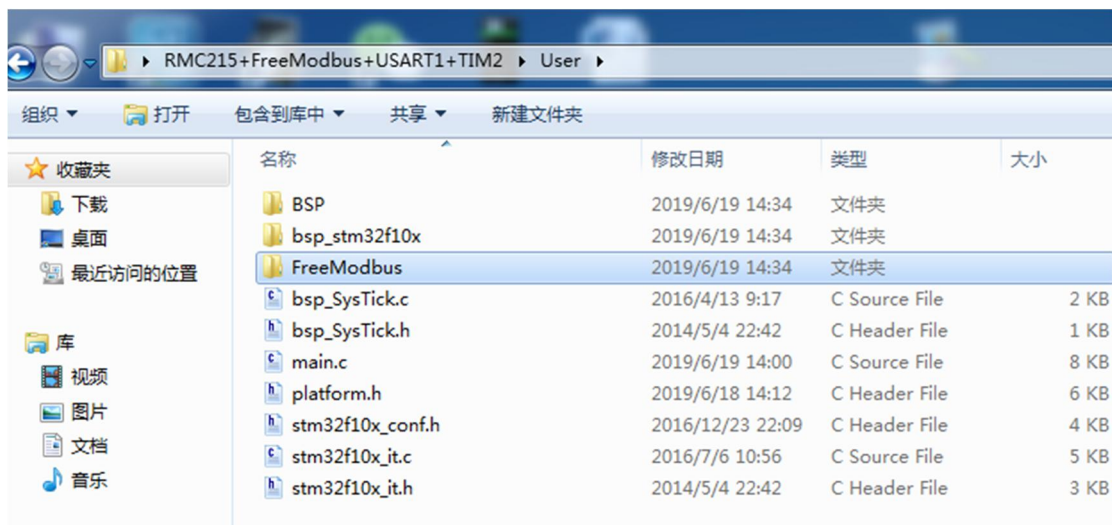 RMC215+FreeModbus+USART1+TIM2 User
组织 打开 包含到库中 共享 新建文件夹
收藏夹
下载
桌面
最近访问的位置
库
视频
图片
文档
音乐
名称 修改日期 类型 大小
BSP 2019/6/19 14:34 文件夹
bsp_stm32f10x 2019/6/19 14:34 文件夹
FreeModbus 2019/6/19 14:34 文件夹
bsp_SysTick.c 2016/4/13 9:17 C Source File 2 KB
bsp_SysTick.h 2014/5/4 22:42 C Header File 1 KB
main.c 2019/6/19 14:00 C Source File 8 KB
platform.h 2019/6/18 14:12 C Header File 6 KB
stm32f10x_conf.h 2016/12/23 22:09 C Header File 4 KB
stm32f10x_it.c 2016/7/6 10:56 C Source File 5 KB
stm32f10x_it.h 2014/5/4 22:42 C Header File 3 KB